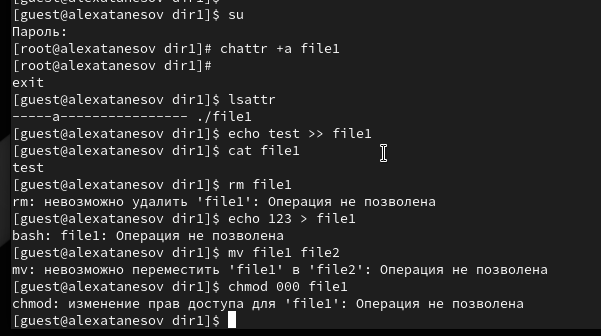 [guest@alexatanesov dir1]$ su
Пароль:
[root@alexatanesov dir1]# chattr +a file1
[root@alexatanesov dir1]#
exit
[guest@alexatanesov dir1]$ lsattr
-----a---------------- ./file1
[guest@alexatanesov dir1]$ echo test >> file1
[guest@alexatanesov dir1]$ cat file1
test
[guest@alexatanesov dir1]$ rm file1
rm: невозможно удалить 'file1': Операция не позволена
[guest@alexatanesov dir1]$ echo 123 > file1
bash: file1: Операция не позволена
[guest@alexatanesov dir1]$ mv file1 file2
mv: невозможно переместить 'file1' в 'file2': Операция не позволена
[guest@alexatanesov dir1]$ chmod 000 file1
chmod: изменение прав доступа для 'file1': Операция не позволена
[guest@alexatanesov dir1]$